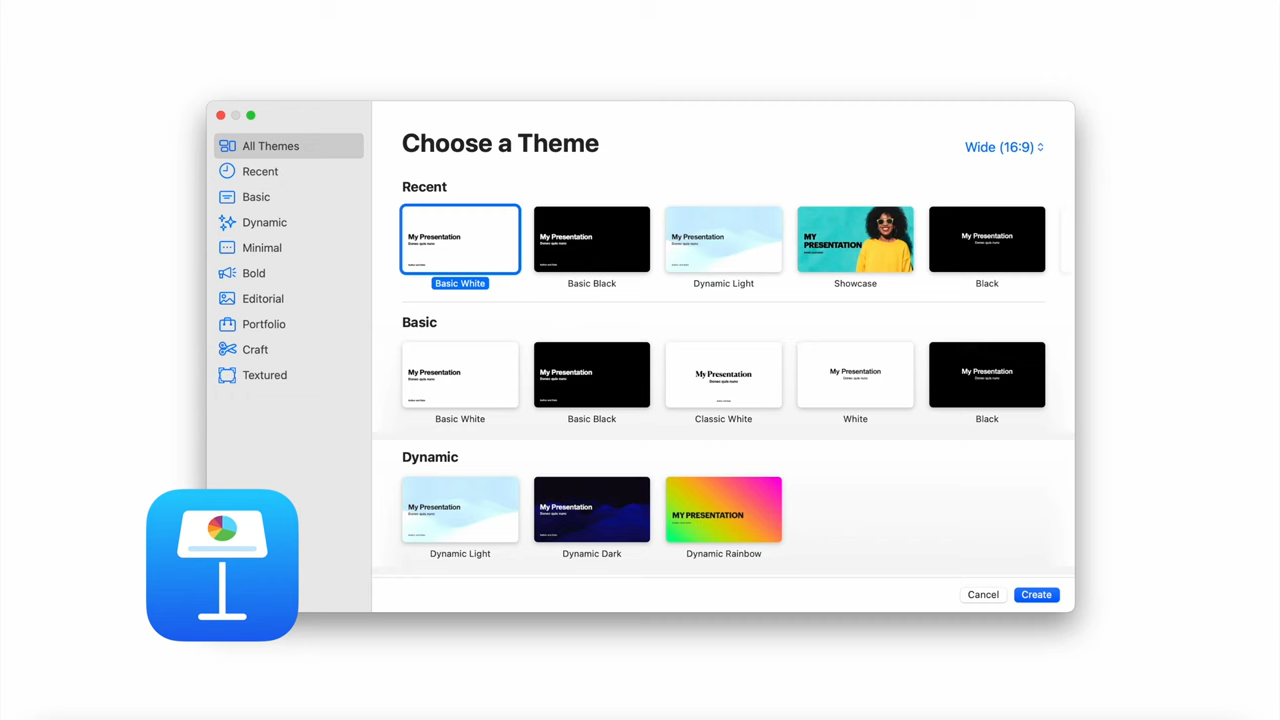 All Themes
Recent
Basic
Dynamic
Minimal
Bold
Editorial
Portfolio
Craft
Textured
Choose a Theme
Wide (16:9)
Recent
My Presentation
My Presentation
My Presentation
MY
PRESENTATION
My Presentation
Basic White
Basic Black
Dynamic Light
Showcase
Black
Basic
My Presentation
My Presentation
My Presentation
My Presentation
My Presentation
Basic White
Basic Black
Classic White
White
Black
Dynamic
My Presentation
My Presentation
MY PRESENTATION
Dynamic Light
Dynamic Dark
Dynamic Rainbow
Cancel
Create